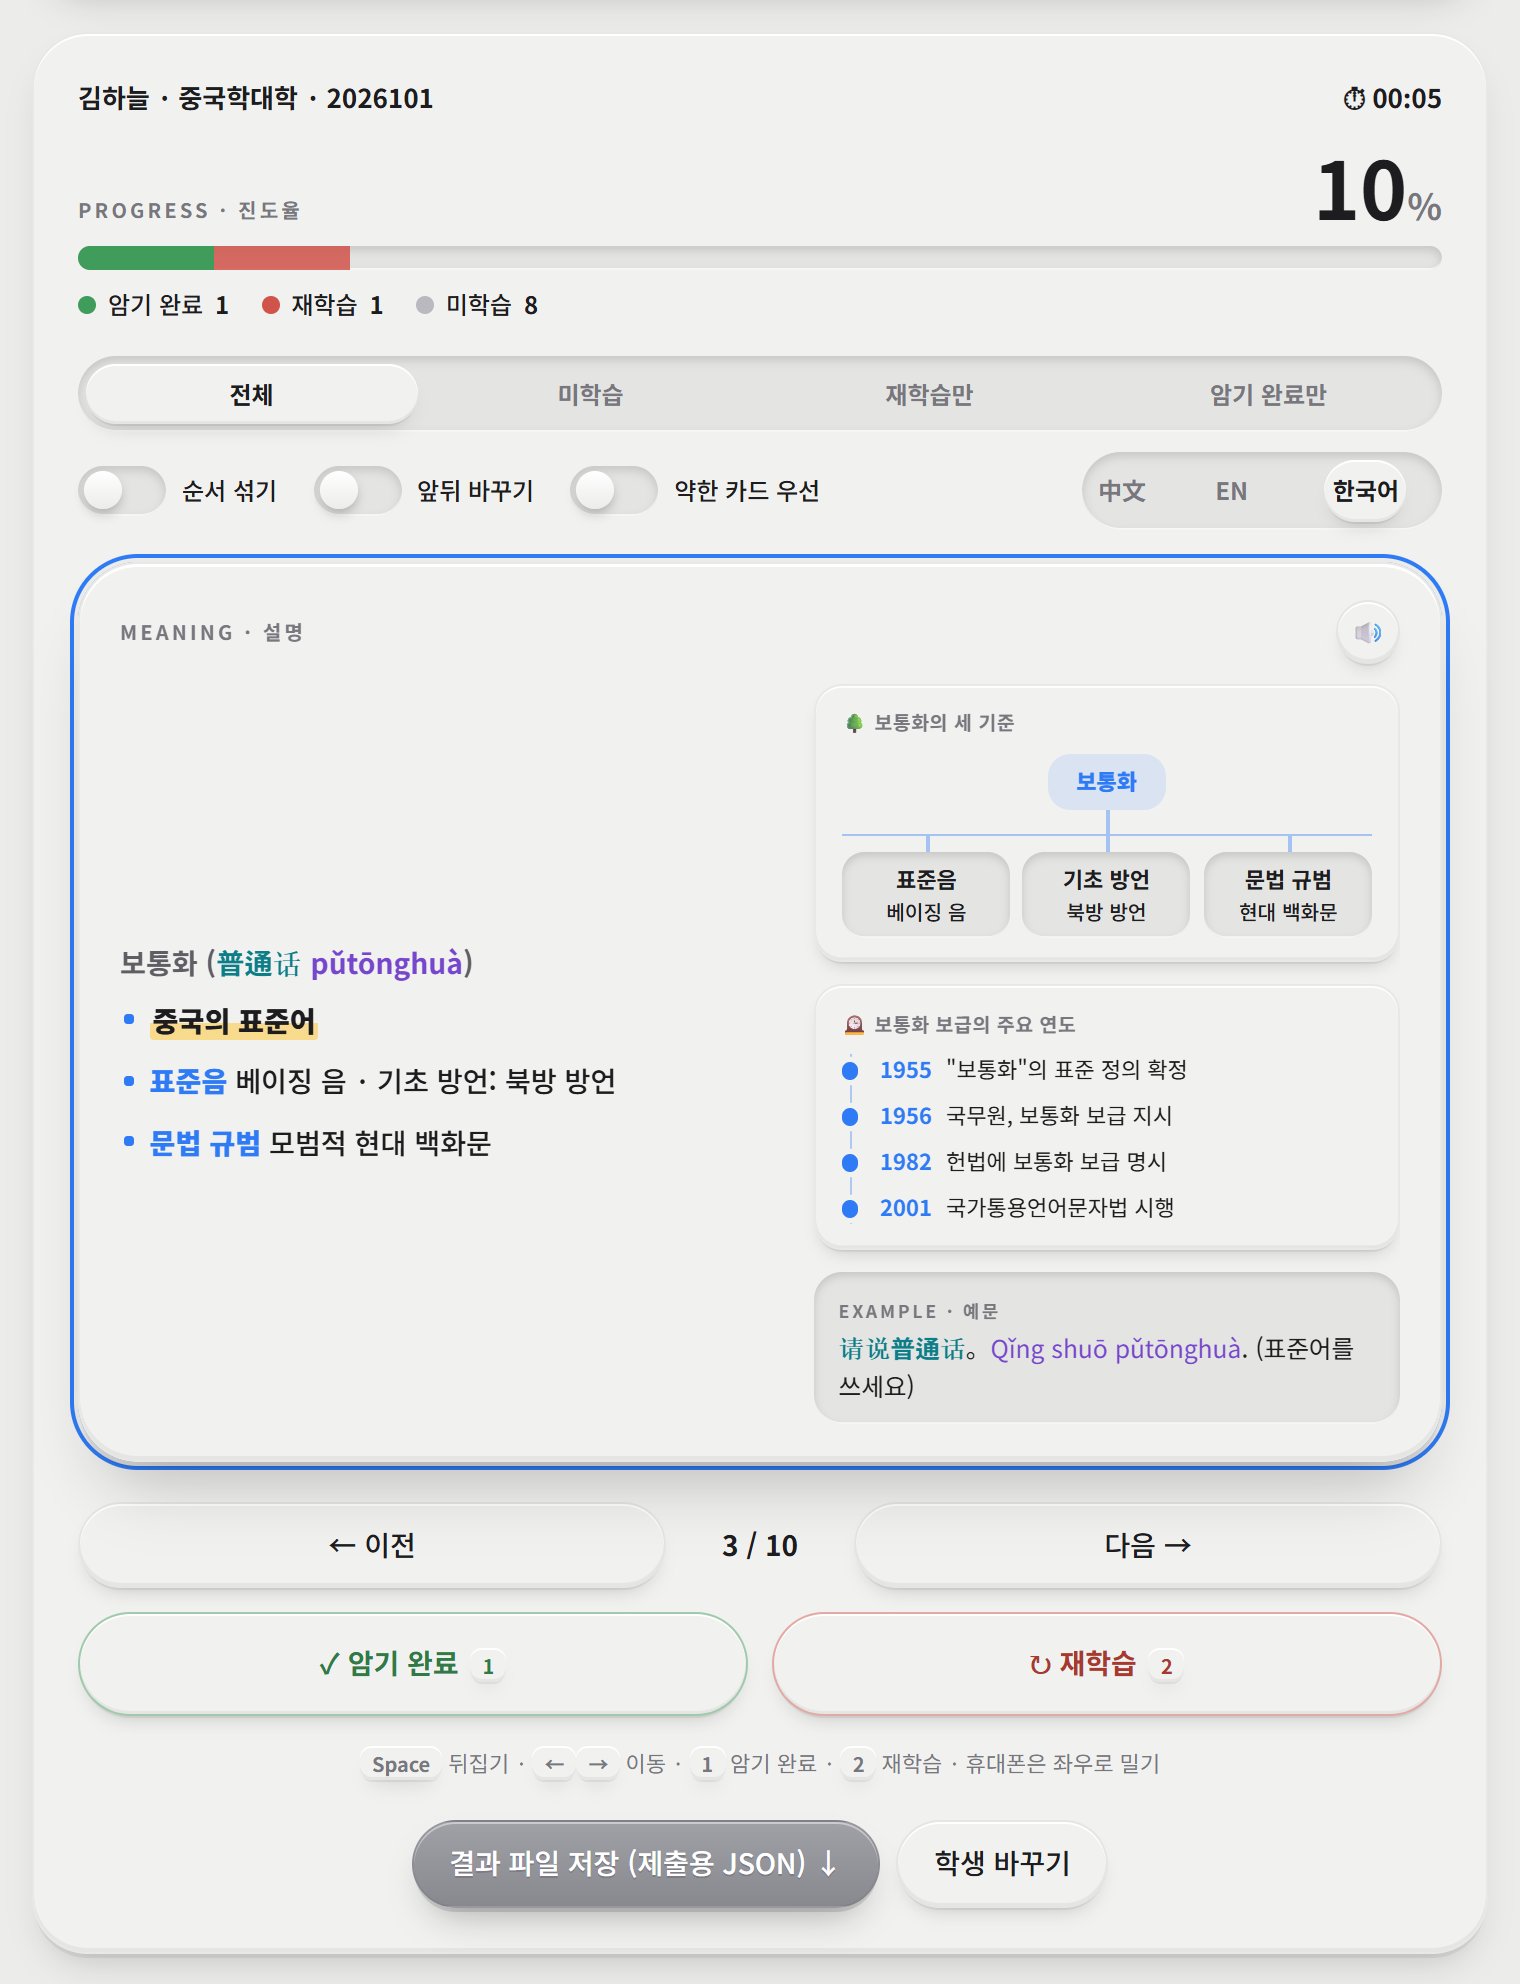 김하늘 · 중국학대학 · 2026101
⏱ 00:05
PROGRESS · 진도율
10%
암기 완료 1 재학습 1 미학습 8
전체 미학습 재학습만 암기 완료만
순서 섞기 앞뒤 바꾸기 약한 카드 우선 中文 EN 한국어
MEANING · 설명
보통화 (普通话 pǔtōnghuà)
중국의 표준어
표준음 베이징 음 · 기초 방언: 북방 방언
문법 규범 모범적 현대 백화문
보통화의 세 기준
보통화
표준음 기초 방언 문법 규범
베이징 음 북방 방언 현대 백화문
보통화 보급의 주요 연도
1955 "보통화"의 표준 정의 확정
1956 국무원, 보통화 보급 지시
1982 헌법에 보통화 보급 명시
2001 국가통용언어문자법 시행
EXAMPLE · 예문
请说普通话。Qǐng shuō pǔtōnghuà. (표준어를
쓰세요)
← 이전 3 / 10 다음 →
✓ 암기 완료 1 ↻ 재학습 2
Space 뒤집기 · ← → 이동 · 1 암기 완료 · 2 재학습 · 휴대폰은 좌우로 밀기
결과 파일 저장 (제출용 JSON) ↓ 학생 바꾸기